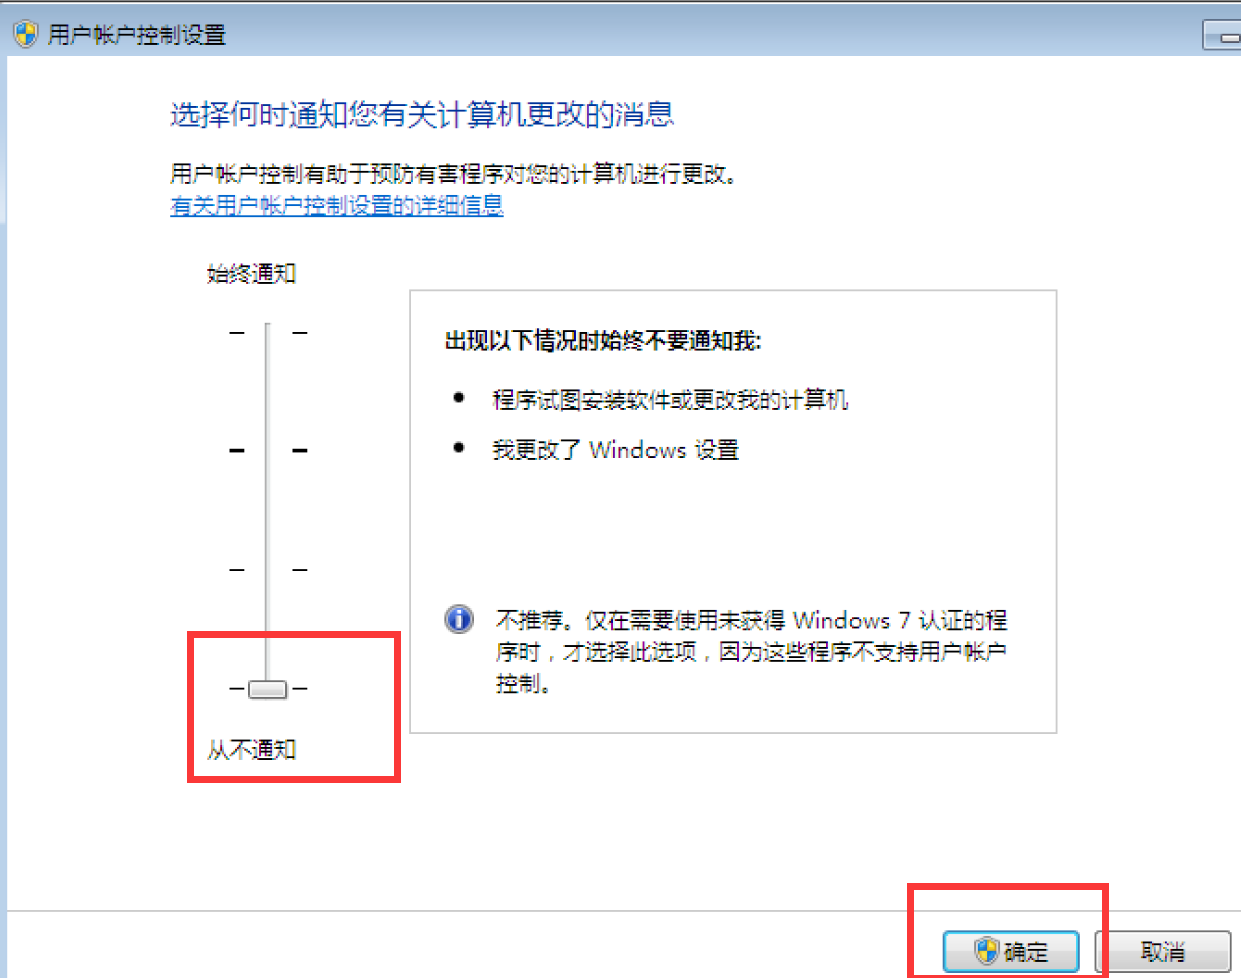 用户帐户控制设置
选择何时通知您有关计算机更改的消息
用户帐户控制有助于预防有害程序对您的计算机进行更改。
有关用户帐户控制设置的详细信息
始终通知
出现以下情况时始终不要通知我:
● 程序试图安装软件或更改我的计算机
● 我更改了 Windows 设置
不推荐。仅在需要使用未获得 Windows 7 认证的程
序时，才选择此选项，因为这些程序不支持用户帐户
控制。
从不通知
确定
取消